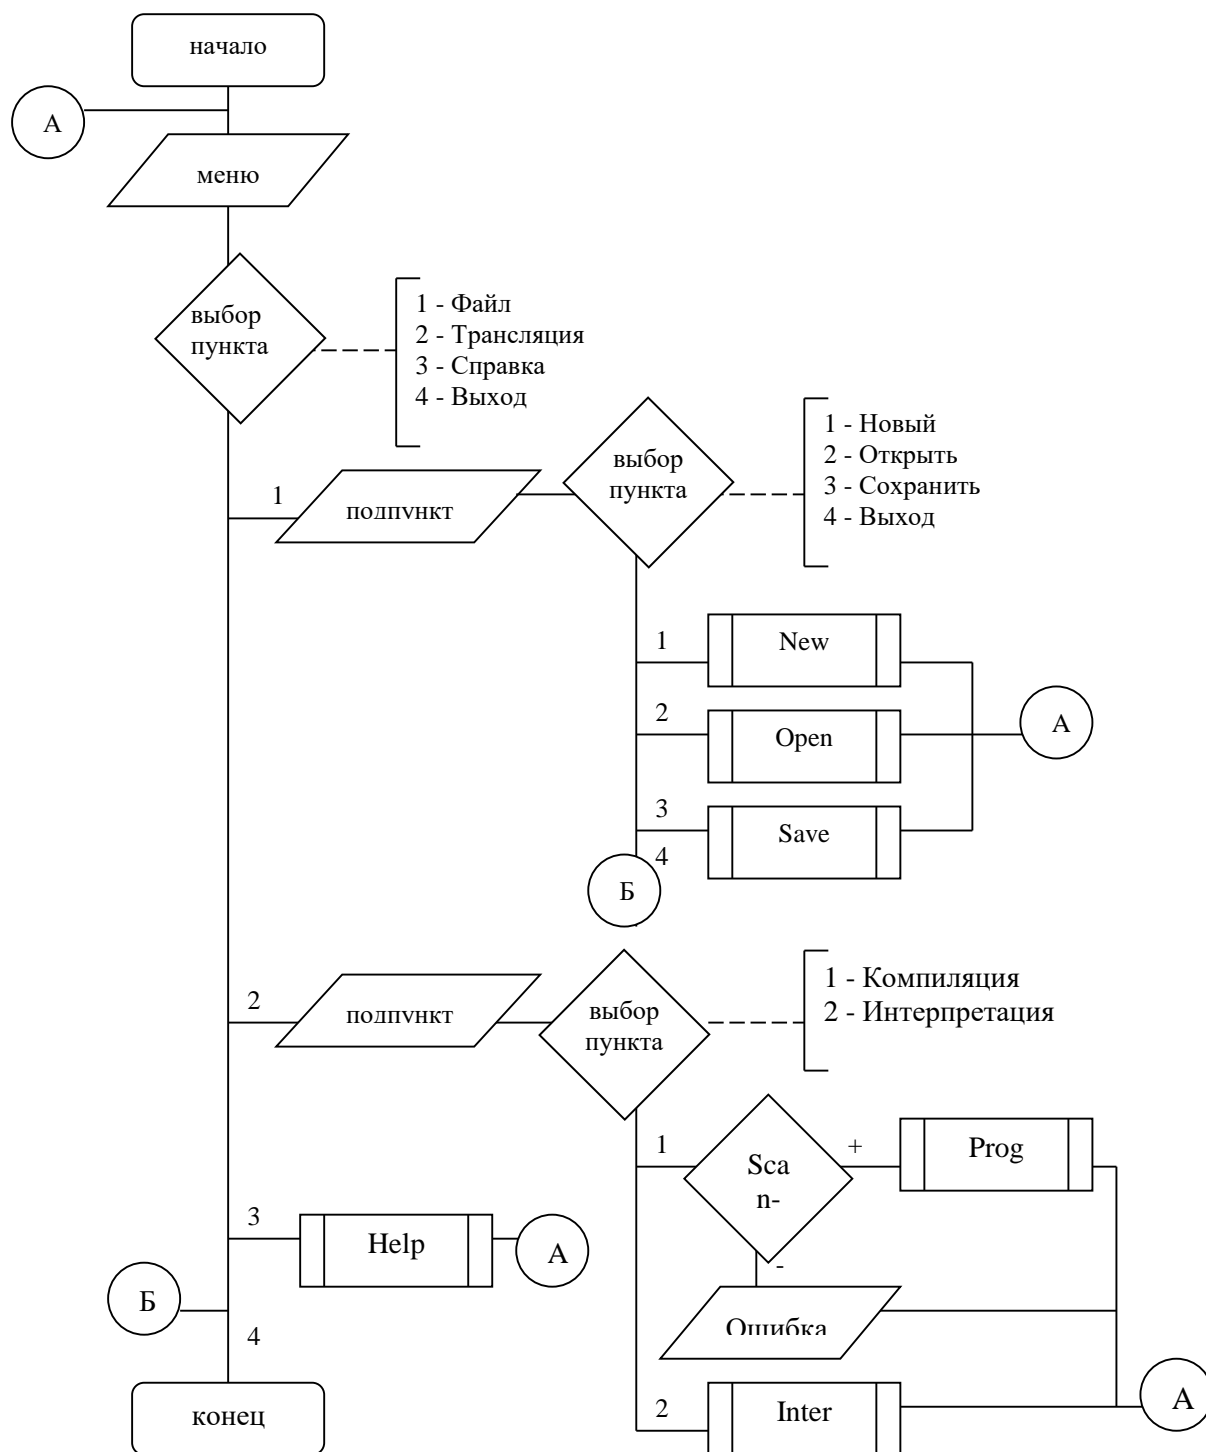 начало
А
меню
выбор
пункта
1 - Файл
2 - Трансляция
3 - Справка
4 - Выход
1
подпункт
выбор
пункта
1 - Новый
2 - Открыть
3 - Сохранить
4 - Выход
1
New
2
Open
А
3
Save
4
Б
2
подпункт
выбор
пункта
1 - Компиляция
2 - Интерпретация
1
Sca
n-
+
Prog
-
3
Help
А
Б
Ошибка
4
конец
2
Inter
А